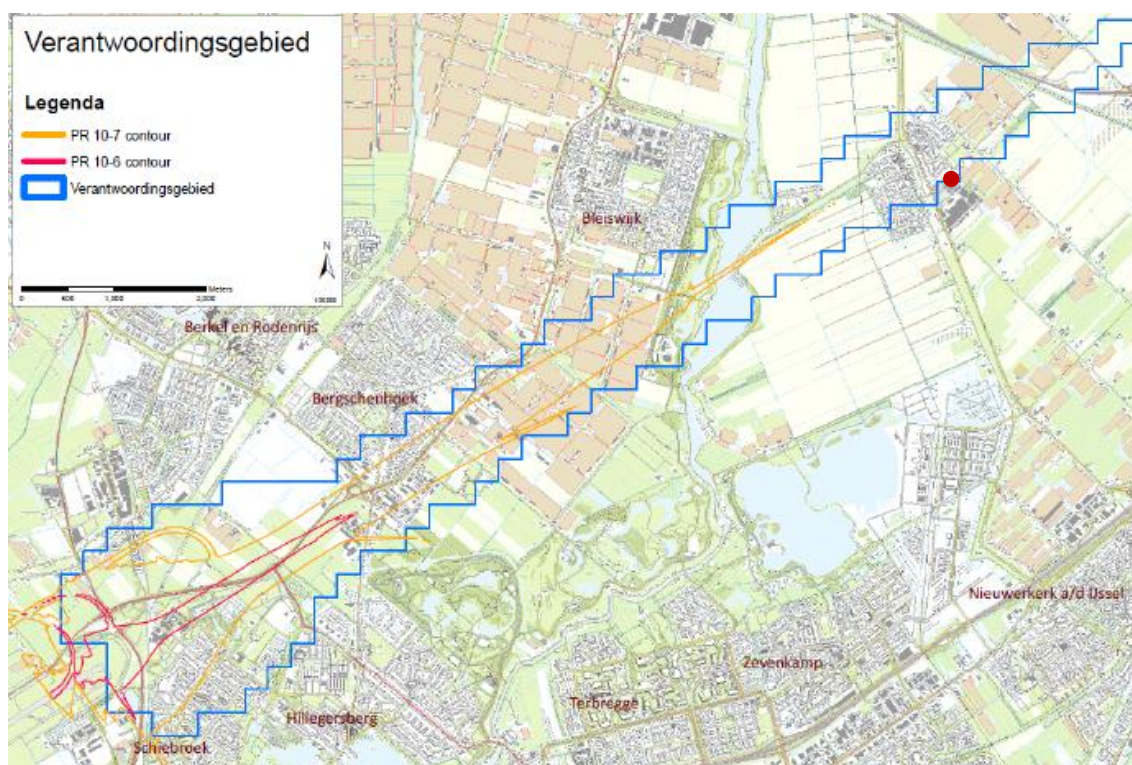 Verantwoordingsgebied
Legenda
PR 10-7 contour
PR 10-6 contour
Verantwoordingsgebied
N
Meters
0
1,000
2,000
Bleiswijk
Berkel en Rodenrijs
Bergschenhoek
Nieuwerkerk a/d IJssel
Zevenkamp
Terbregge
Hillegersberg
Schiebroek